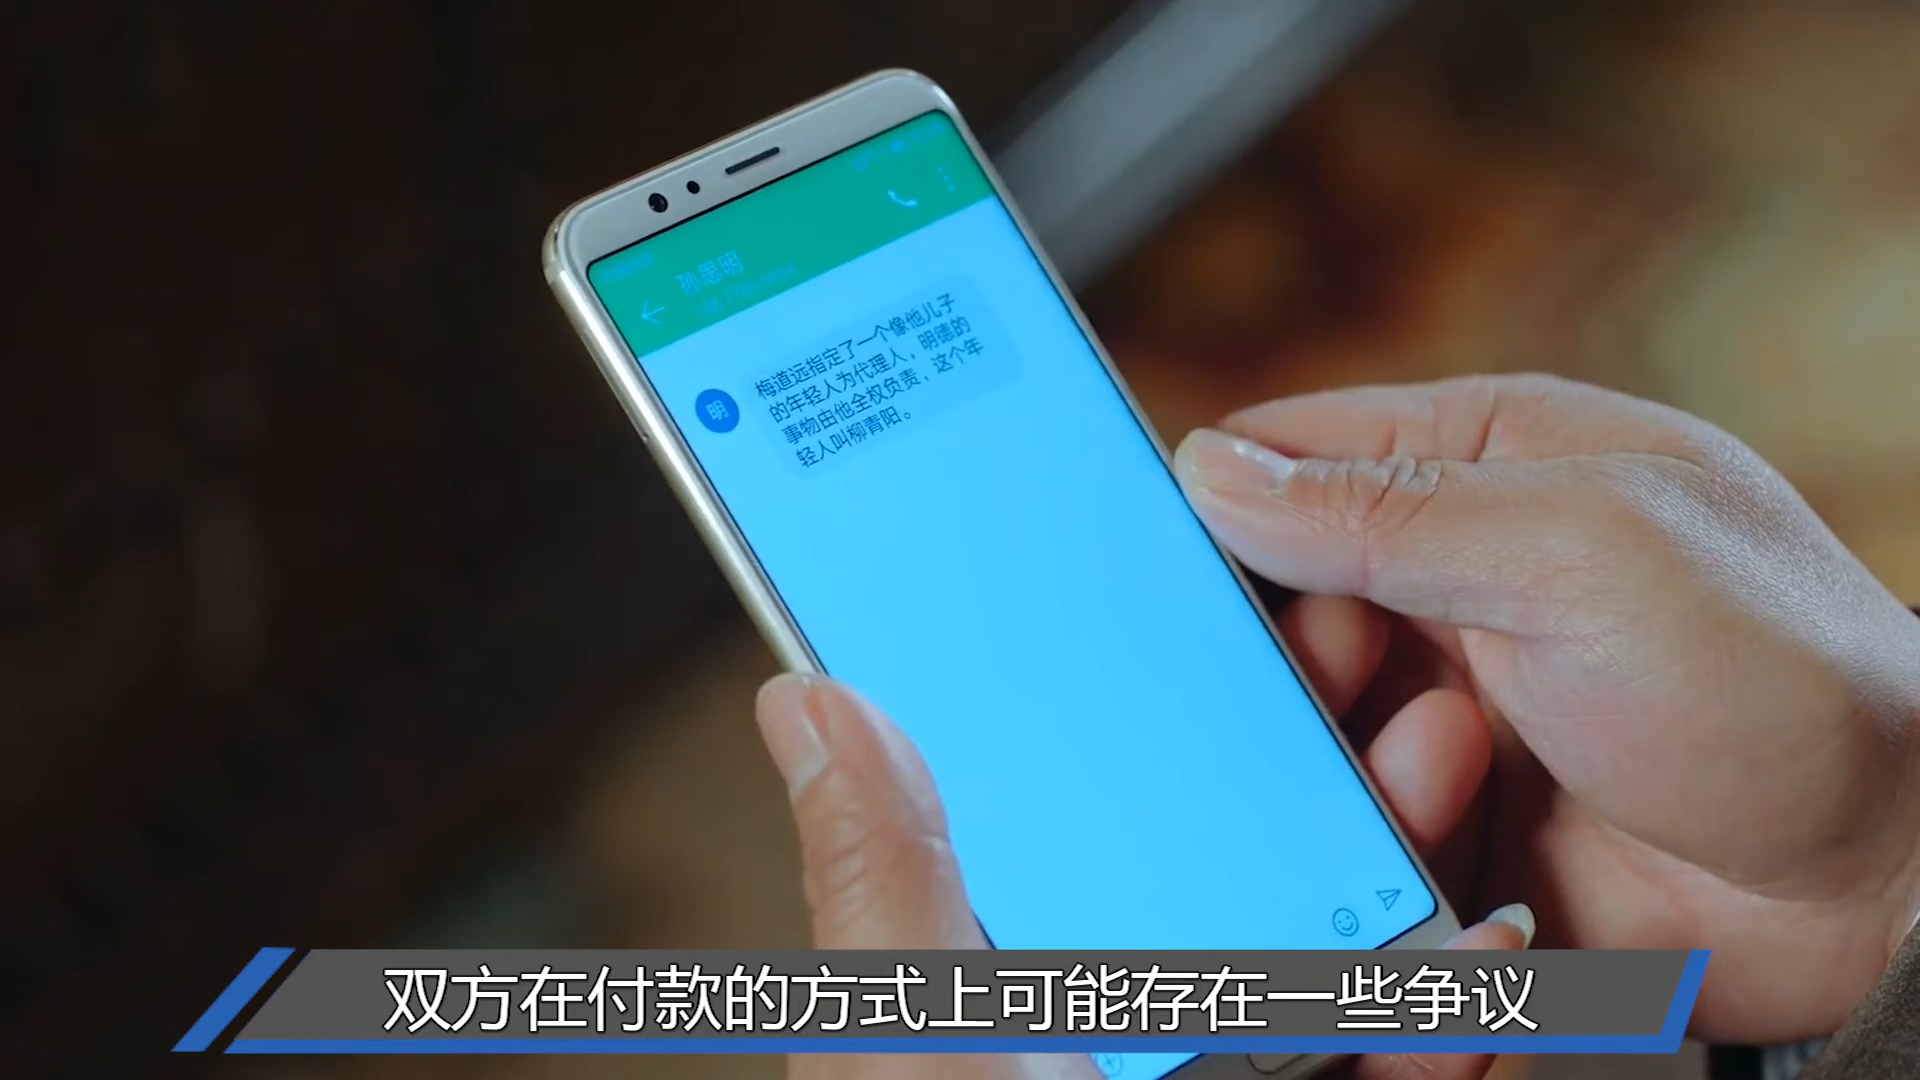 孙思明
明
梅道远指定了一个像他儿子
的年轻人为代理人，明德的
事物由他全权负责，这个年
轻人叫柳青阳。
双方在付款的方式上可能存在一些争议